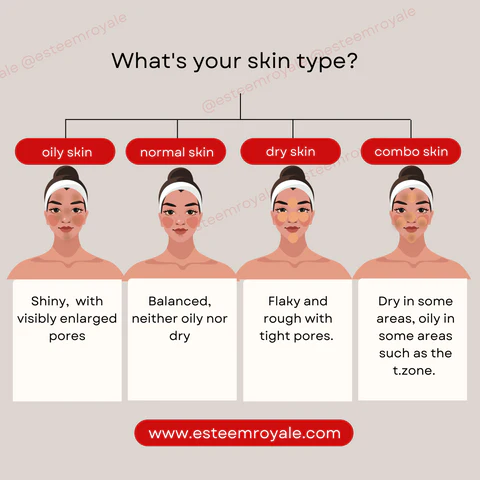 @esteemroyale
What's your skin type?
@esteemroyale
oily skin
normal skin
dry skin
combo skin
Shiny, with
visibly enlarged
pores
Balanced,
neither oily nor
dry
Flaky and
rough with
tight pores.
Dry in some
areas, oily in
some areas
such as the
t.zone.
www.esteemroyale.com